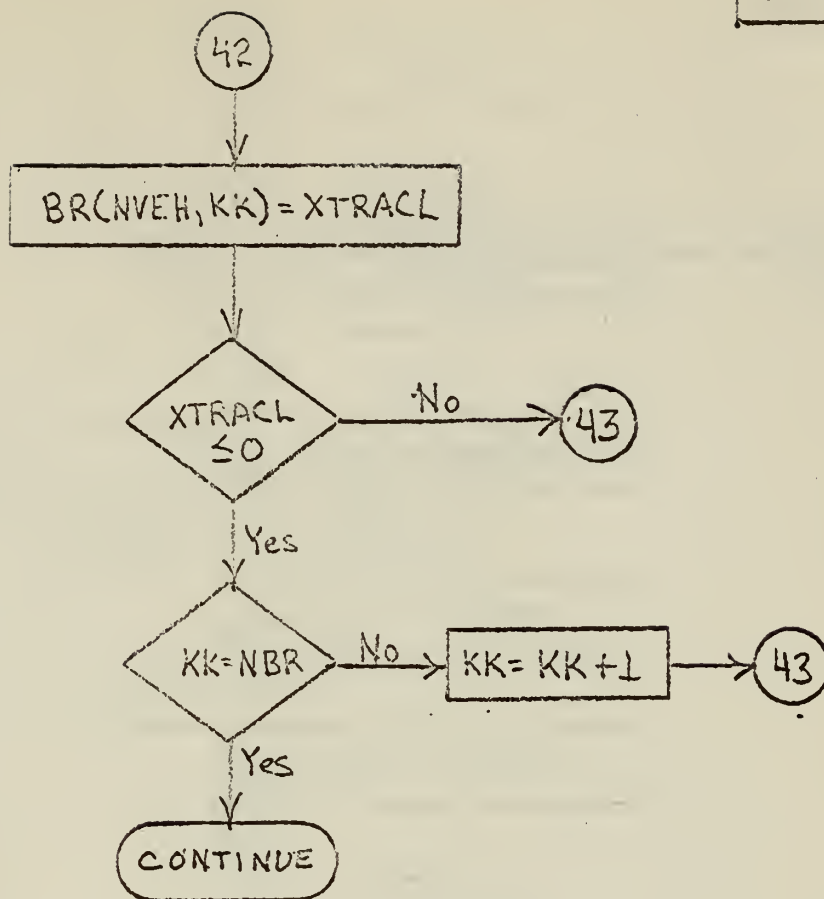 42
BR(NVEH,KK)=XTRACL
XTRACL
≤0
No
43
Yes
KK=NBR
No
KK=KK+1
43
Yes
CONTINUE